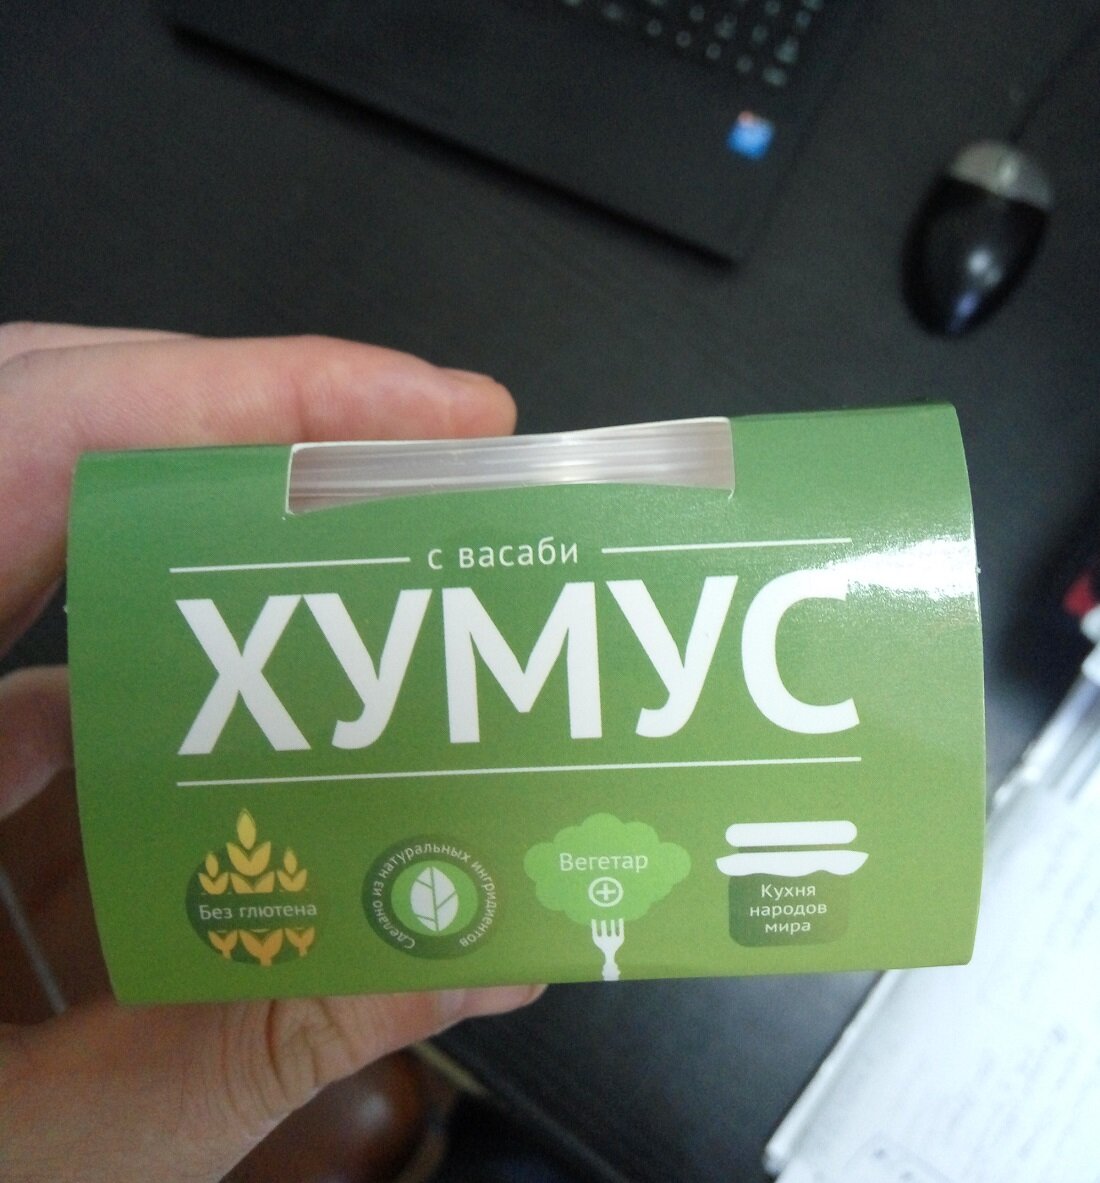 с васаби
ХУМУС
Без глютена
Сделано из натуральных ингридиентов
Вегетар
Кухня
народов
мира